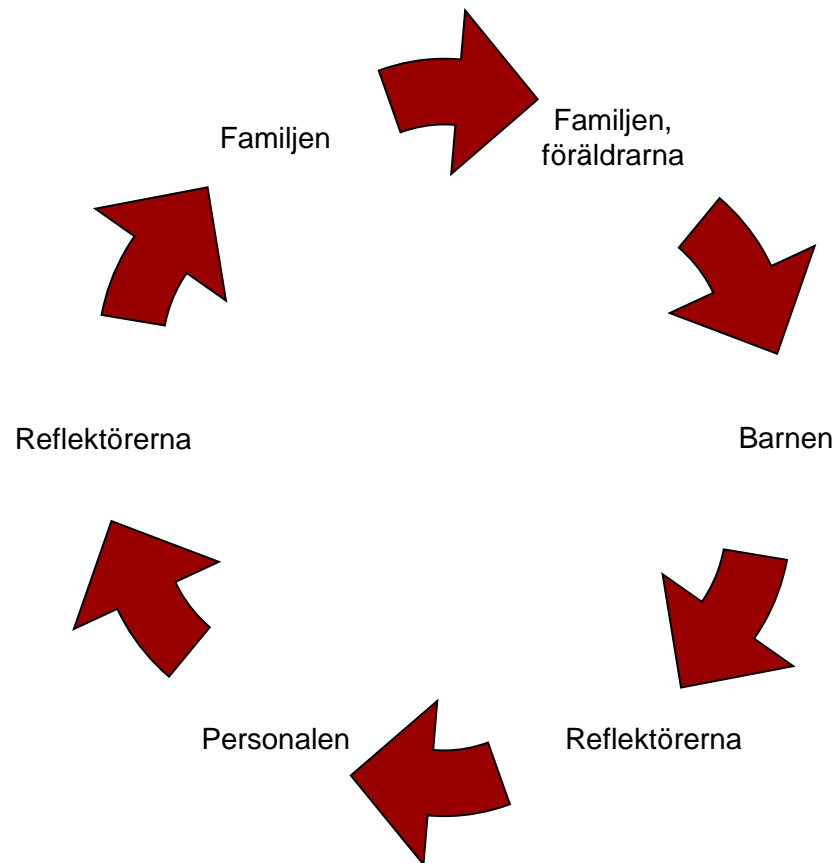 Familjen
Familjen,
föräldrarna
Barnen
Reflektörerna
Personalen
Reflektörerna